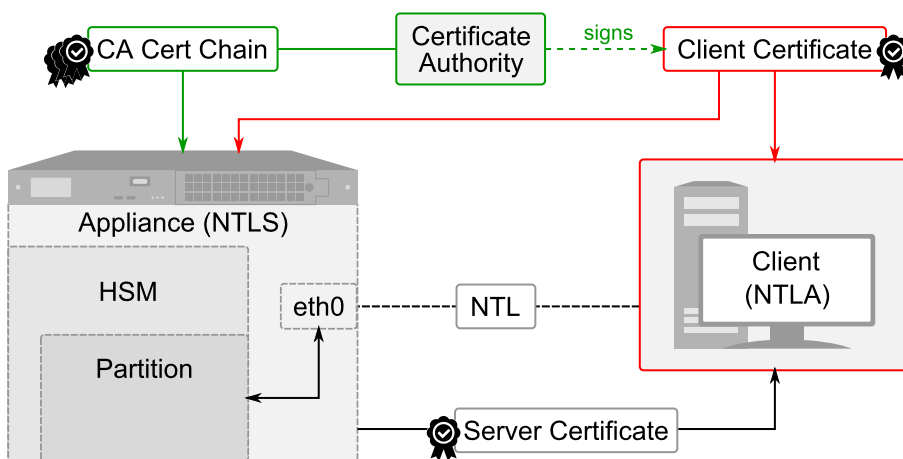 CA Cert Chain
Certificate
Authority
signs
Client Certificate
Appliance (NTLS)
HSM
eth0
NTL
Client
(NTLA)
Partition
Server Certificate